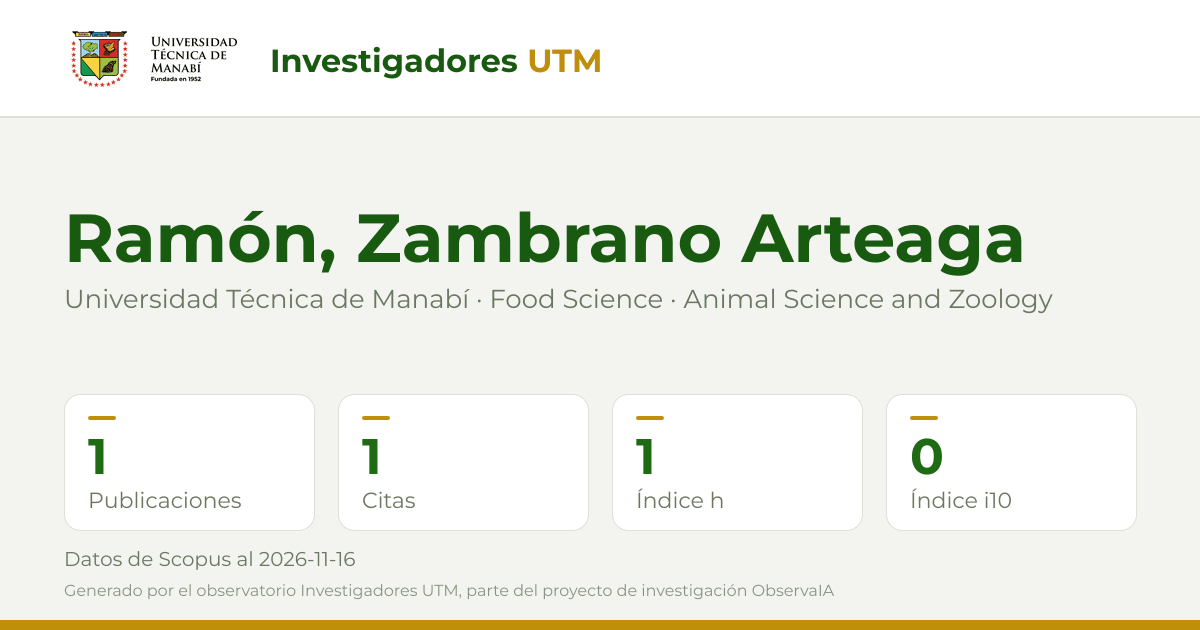 UNIVERSIDAD
TÉCNICA DE
MANABÍ
Fundada en 1952
Investigadores UTM
Ramón, Zambrano Arteaga
Universidad Técnica de Manabí · Food Science · Animal Science and Zoology
1
Publicaciones
1
Citas
1
Índice h
0
Índice i10
Datos de Scopus al 2026-11-16
Generado por el observatorio Investigadores UTM, parte del proyecto de investigación ObservaIA